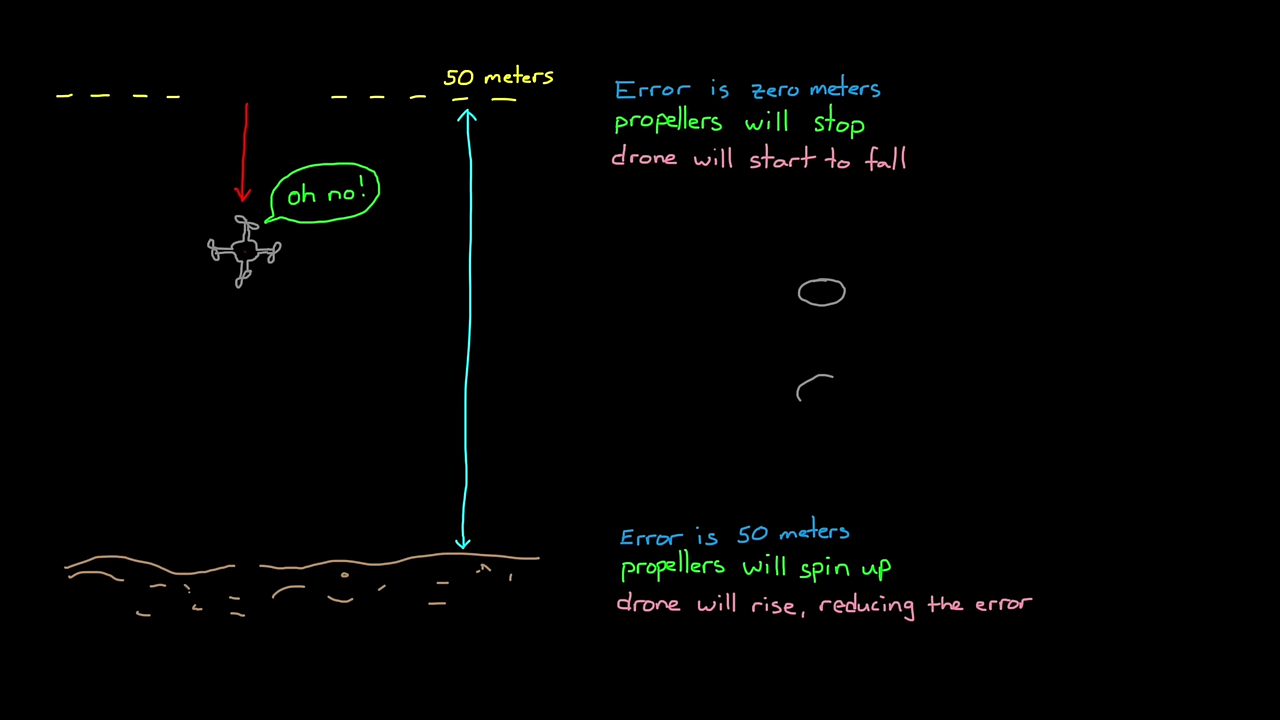 50 meters
Error is zero meters
propellers will stop
drone will start to fall
oh no!
Error is 50 meters
propellers will spin up
drone will rise, reducing the error